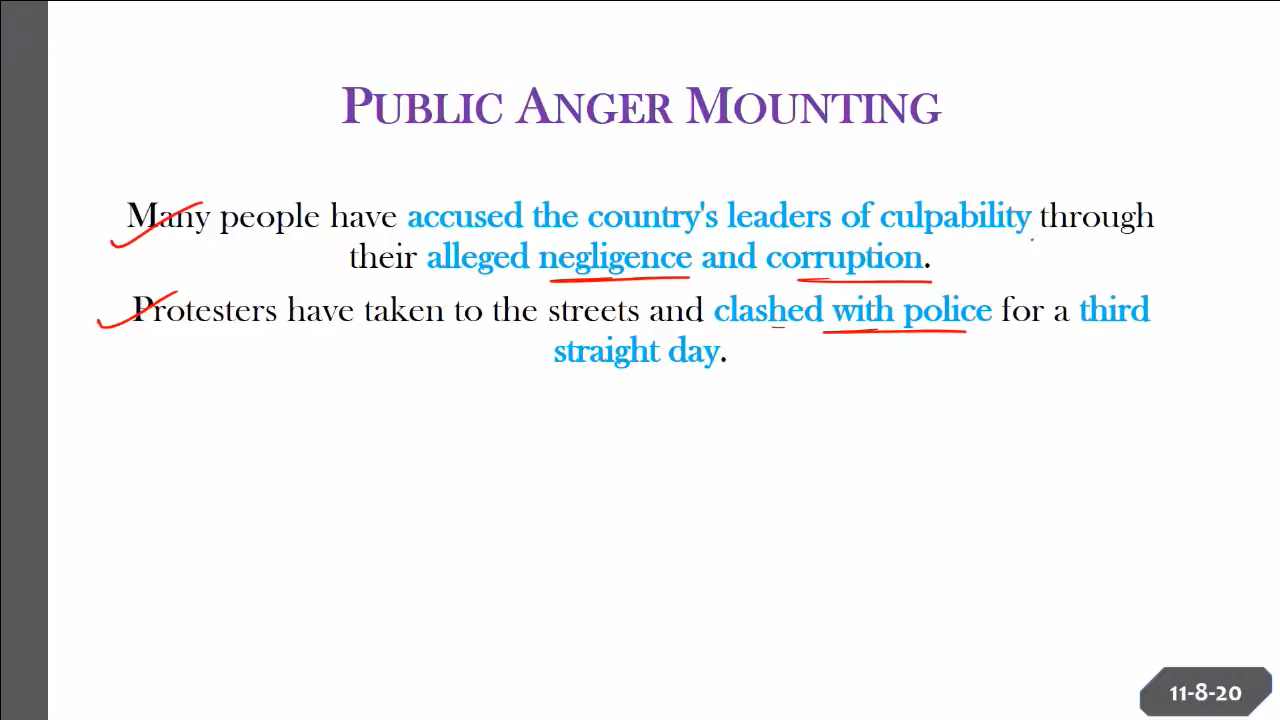 PUBLIC ANGER MOUNTING
Many people have accused the country's leaders of culpability through
their alleged negligence and corruption.
Protesters have taken to the streets and clashed with police for a third
straight day.
11-8-20